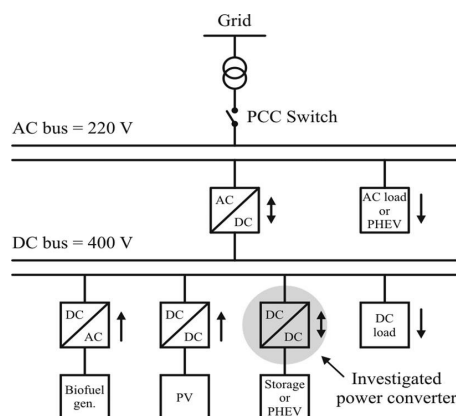 Grid
PCC Switch
AC bus = 220 V
AC
DC
AC load
or
PHEV
DC bus = 400 V
DC
AC
DC
DC
DC
DC
DC
load
Biofuel
gen.
PV
Storage
or PHEV
Investigated
power converter